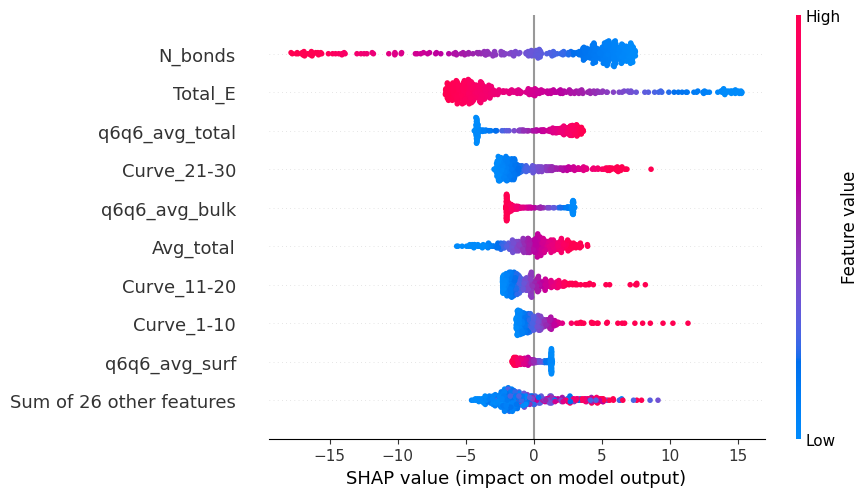 High
N_bonds
Total_E
q6q6_avg_total
Curve_21-30
q6q6_avg_bulk
Avg_total
Curve_11-20
Curve_1-10
q6q6_avg_surf
Sum of 26 other features
Feature value
Low
−15 −10 −5 0 5 10 15
SHAP value (impact on model output)